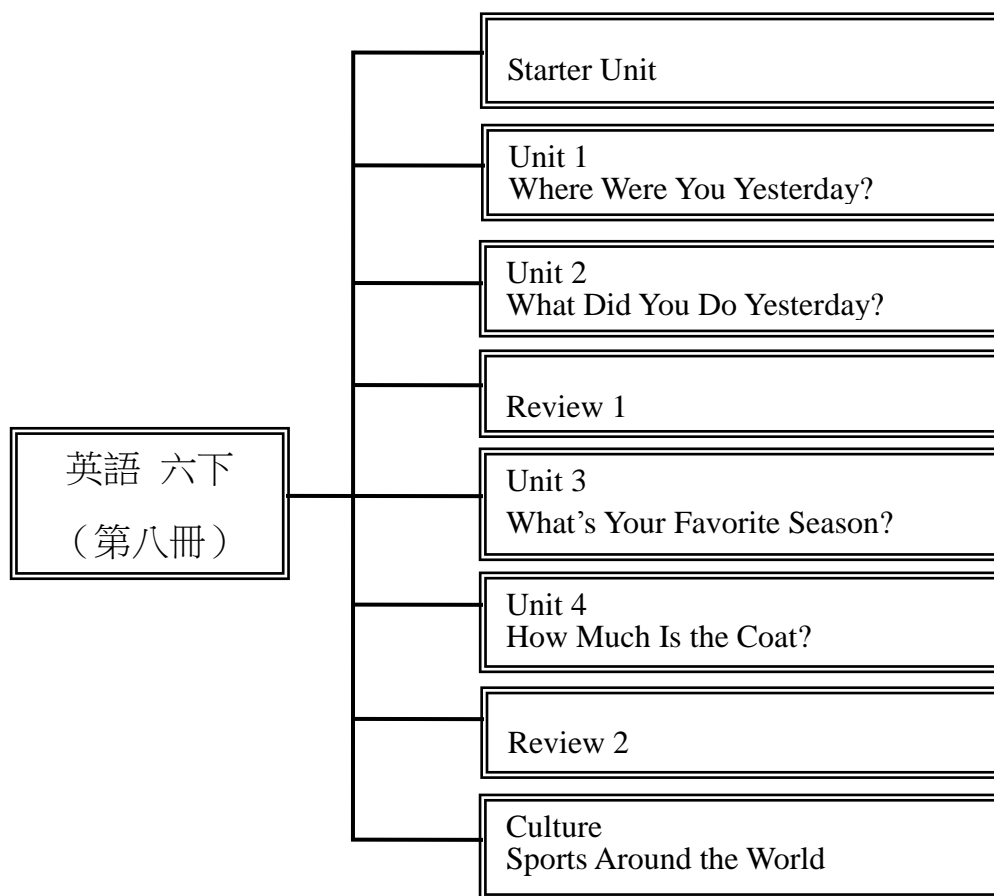 Starter Unit
Unit 1
Where Were You Yesterday?
Unit 2
What Did You Do Yesterday?
Review 1
英語 六下
（第八冊）
Unit 3
What’s Your Favorite Season?
Unit 4
How Much Is the Coat?
Review 2
Culture
Sports Around the World